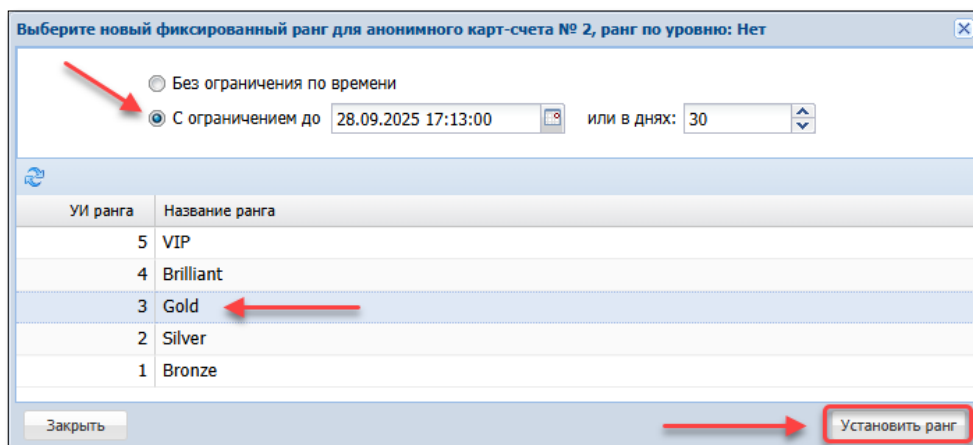 Выберите новый фиксированный ранг для анонимного карт-счета № 2, ранг по уровню: Нет
Без ограничения по времени
С ограничением до 28.09.2025 17:13:00 или в днях: 30
УИ ранга Название ранга
5 VIP
4 Brilliant
3 Gold
2 Silver
1 Bronze
Закрыть Установить ранг